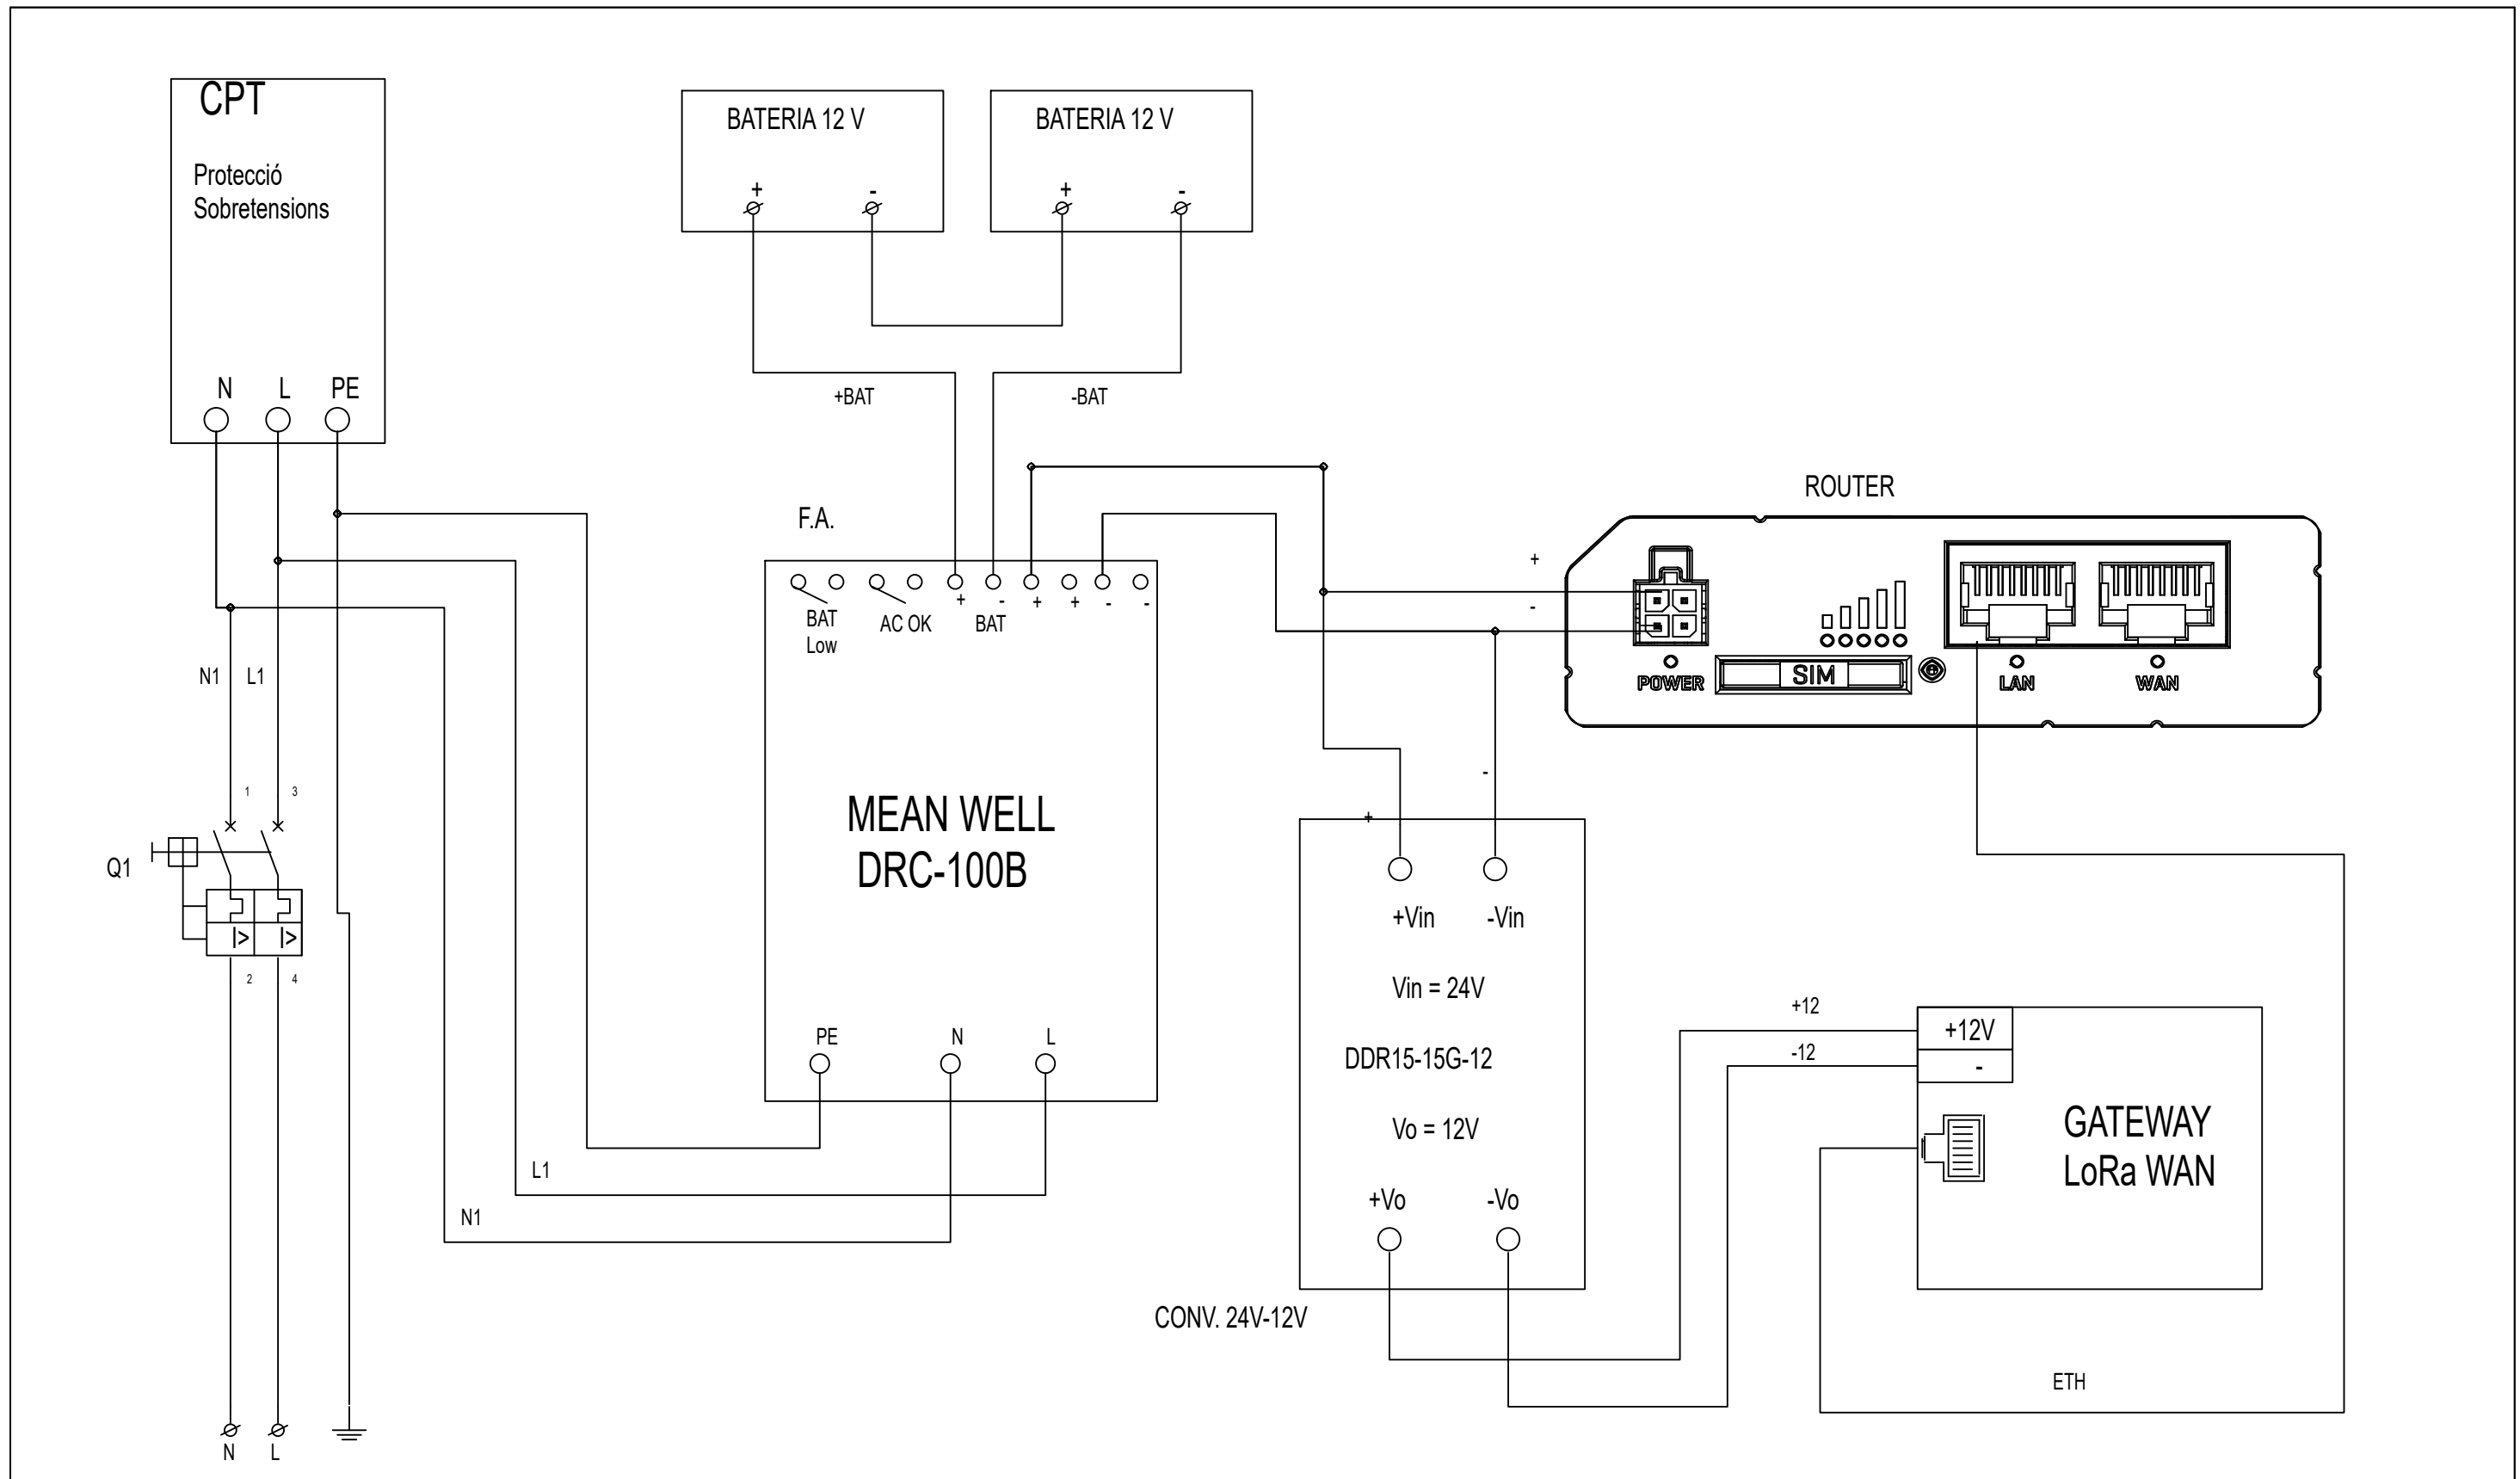 CPT
Protecció
Sobretensions
N L PE
BATERIA 12 V
+ -
BATERIA 12 V
+ -
+BAT
-BAT
F.A.
BAT
Low
AC OK
+ -
BAT
+ + - -
MEAN WELL
DRC-100B
PE N L
ROUTER
+
-
POWER
SIM
LAN
WAN
N1 L1
1 3
Q1
I> I>
2 4
N L
L1
N1
+
-
+Vin -Vin
Vin = 24V
DDR15-15G-12
Vo = 12V
+Vo -Vo
CONV. 24V-12V
+12
-12
+12V
-
GATEWAY
LoRa WAN
ETH